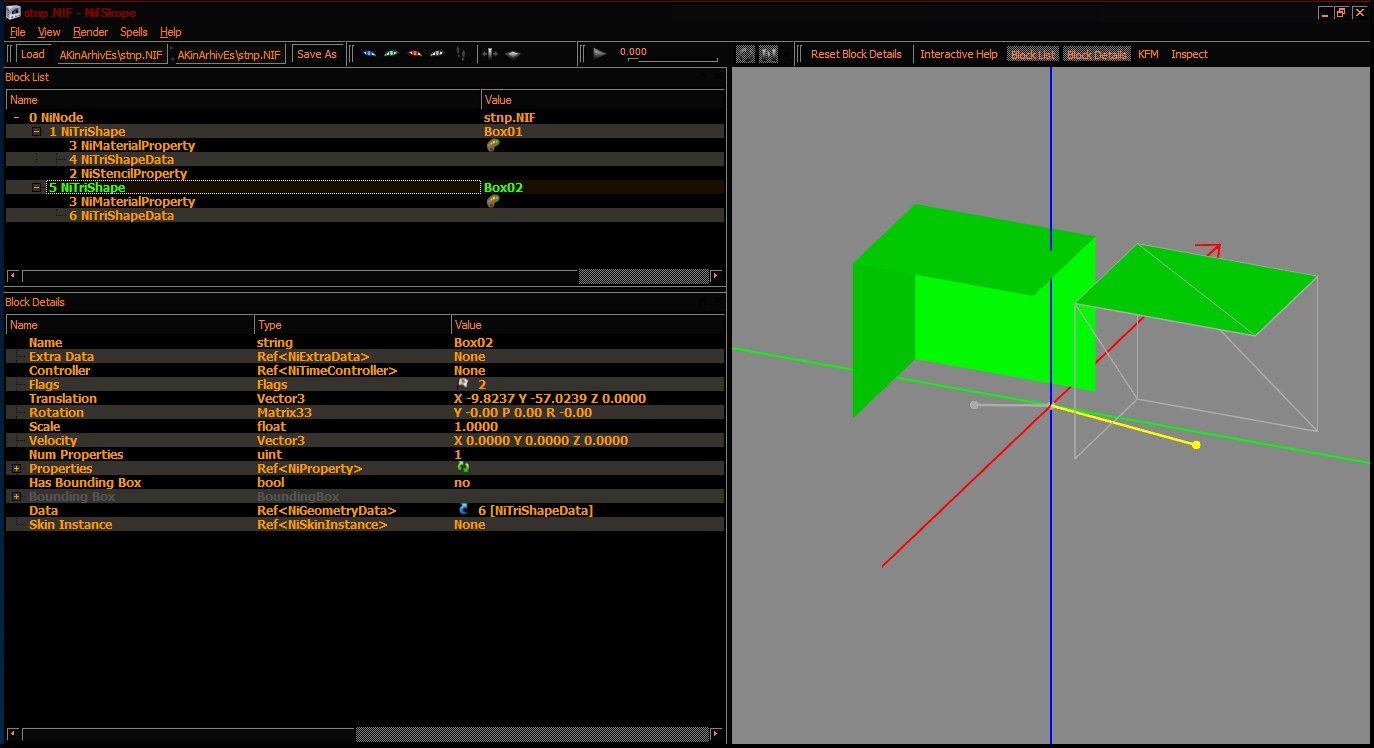 stnp.NIF - NifSkope
File View Render Spells Help
Load AKinArhivEs\stnp.NIF AKinArhivEs\stnp.NIF Save As 0.000 Reset Block Details Interactive Help Block List Block Details KFM Inspect
Block List
Name Value
0 NiNode stnp.NIF
1 NiTriShape Box01
3 NiMaterialProperty
4 NiTriShapeData
2 NiStencilProperty
5 NiTriShape Box02
3 NiMaterialProperty
6 NiTriShapeData
Block Details
Name Type Value
Name string Box02
Extra Data Ref<NiExtraData> None
Controller Ref<NiTimeController> None
Flags Flags 2
Translation Vector3 X -9.8237 Y -57.0239 Z 0.0000
Rotation Matrix33 Y -0.00 P 0.00 R -0.00
Scale float 1.0000
Velocity Vector3 X 0.0000 Y 0.0000 Z 0.0000
Num Properties uint 1
Properties Ref<NiProperty>
Has Bounding Box bool no
Bounding Box BoundingBox
Data Ref<NiGeometryData> 6 [NiTriShapeData]
Skin Instance Ref<NiSkinInstance> None